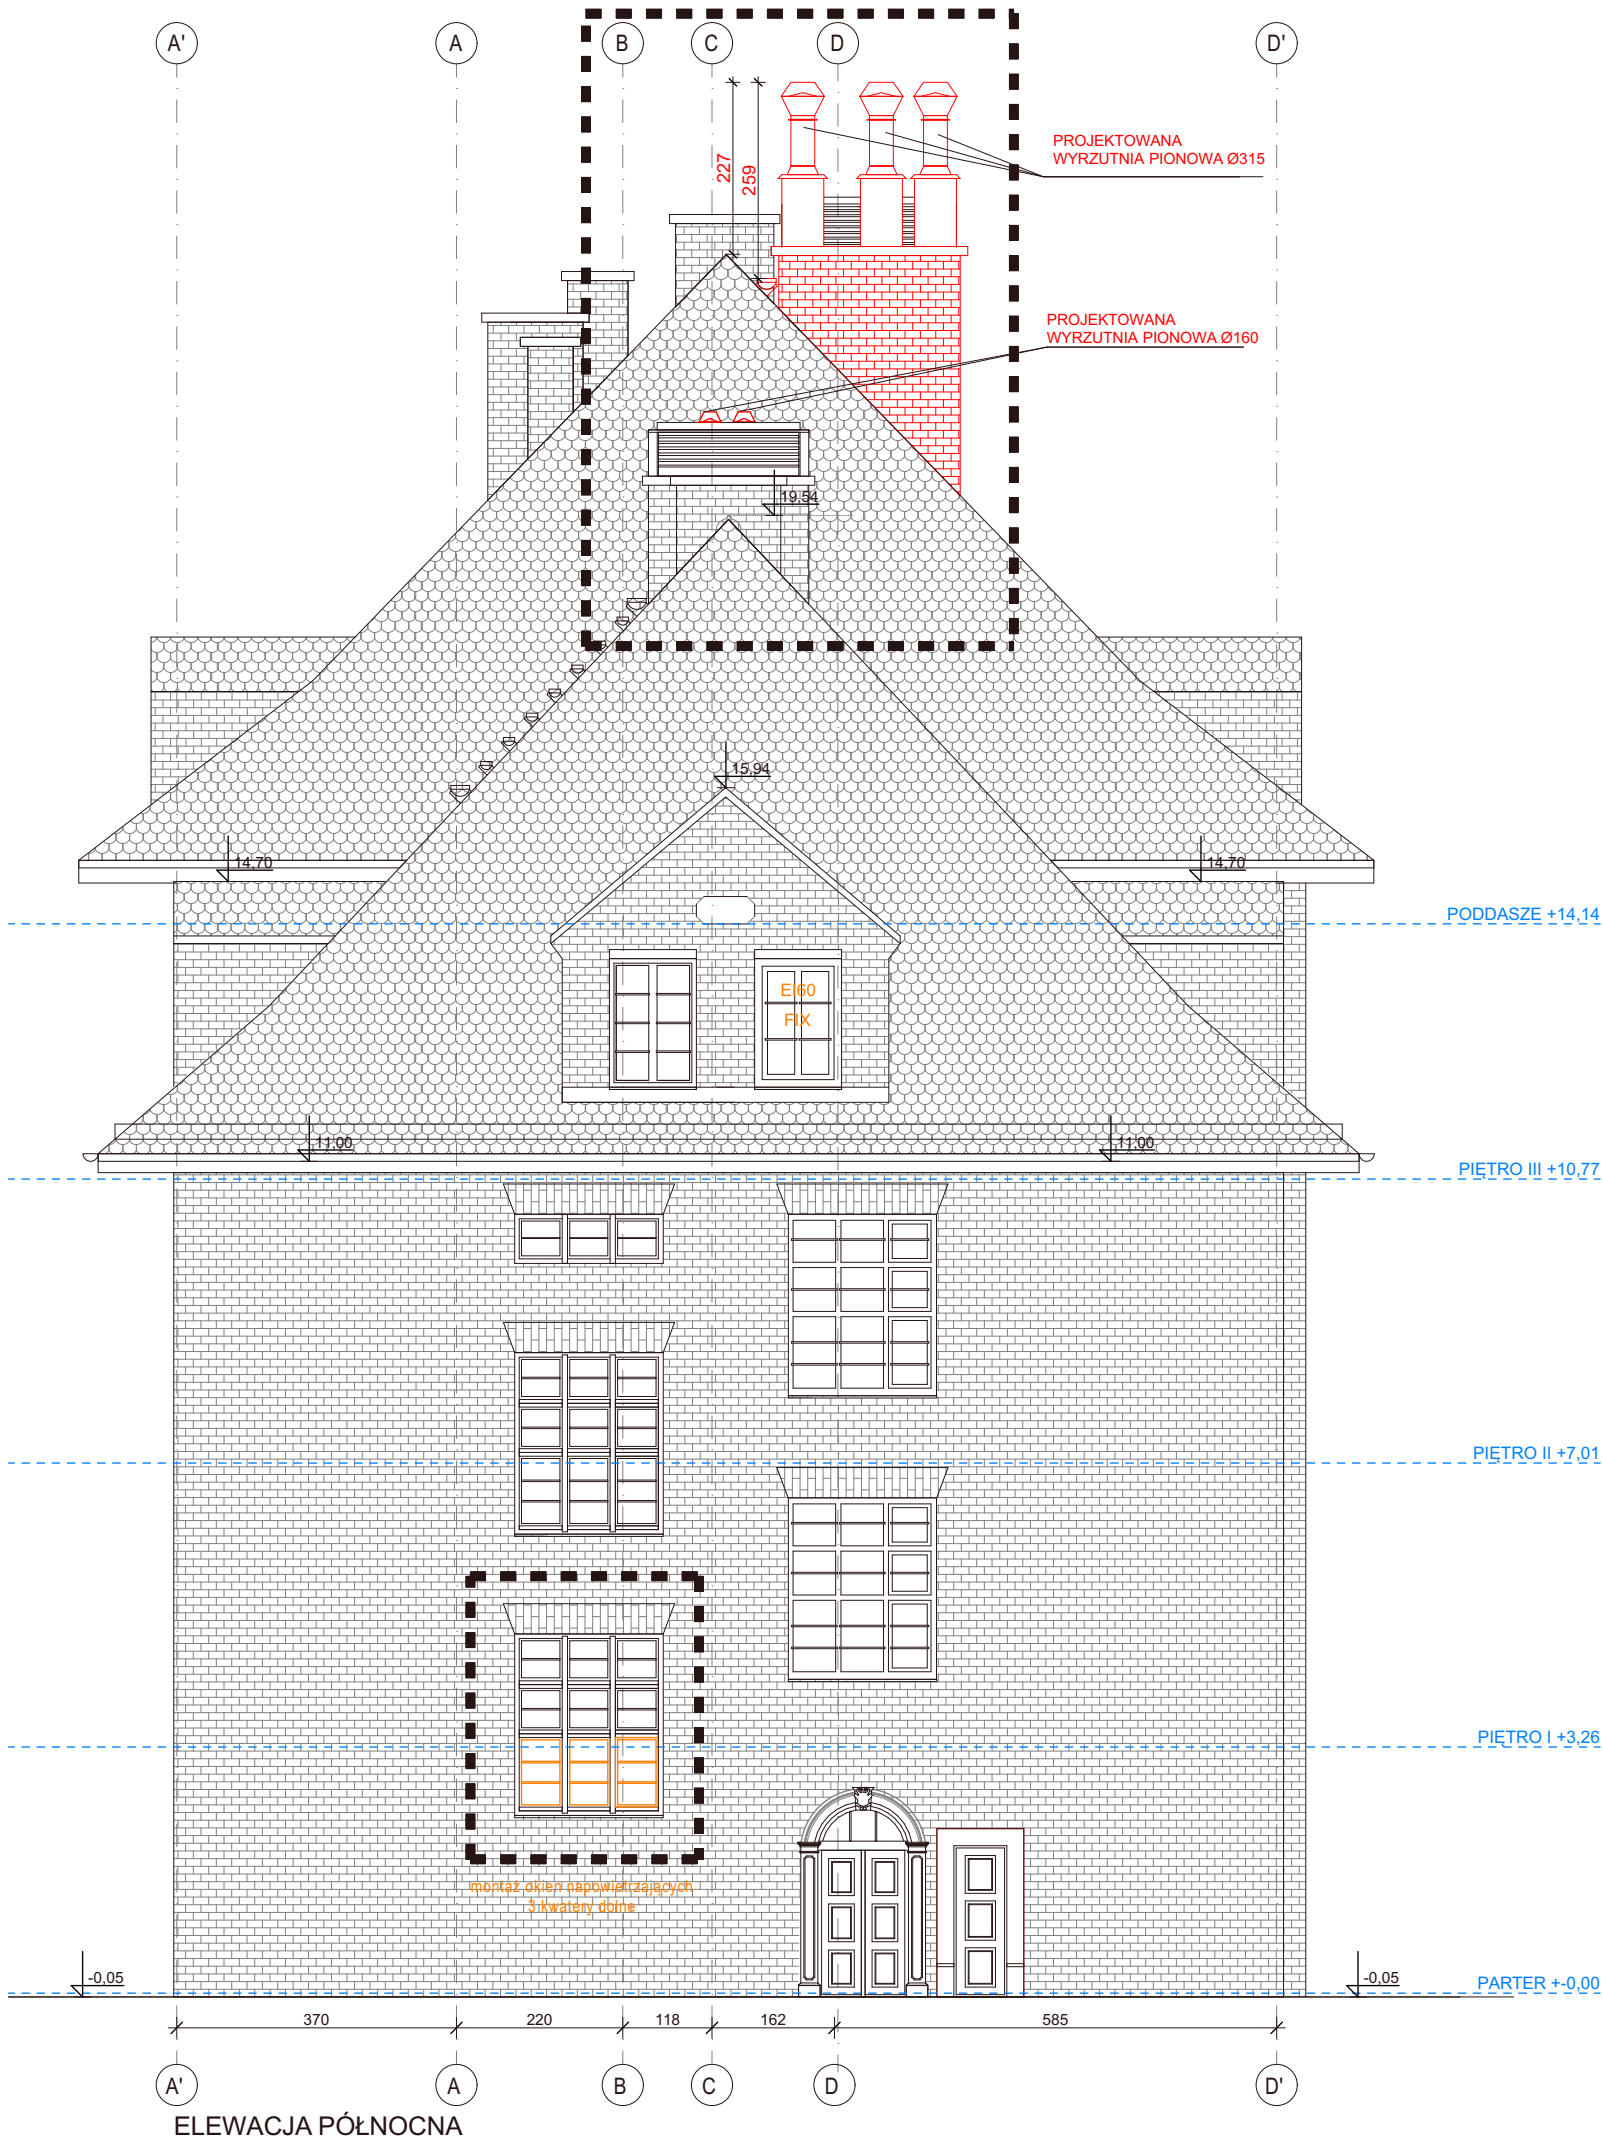 A'
A
B
C
D
D'
227
259
PROJEKTOWANA
WYRZUTNIA PIONOWA Ø315
PROJEKTOWANA
WYRZUTNIA PIONOWA Ø160
19,54
15,94
14,70
14,70
PODDASZE +14,14
EI60
FIX
11,00
11,00
PIĘTRO III +10,77
PIĘTRO II +7,01
PIĘTRO I +3,26
montaż okien napowietrzających
3 kwatery dolne
-0,05
-0,05
PARTER +-0,00
370
220
118
162
585
A'
A
B
C
D
D'
ELEWACJA PÓŁNOCNA